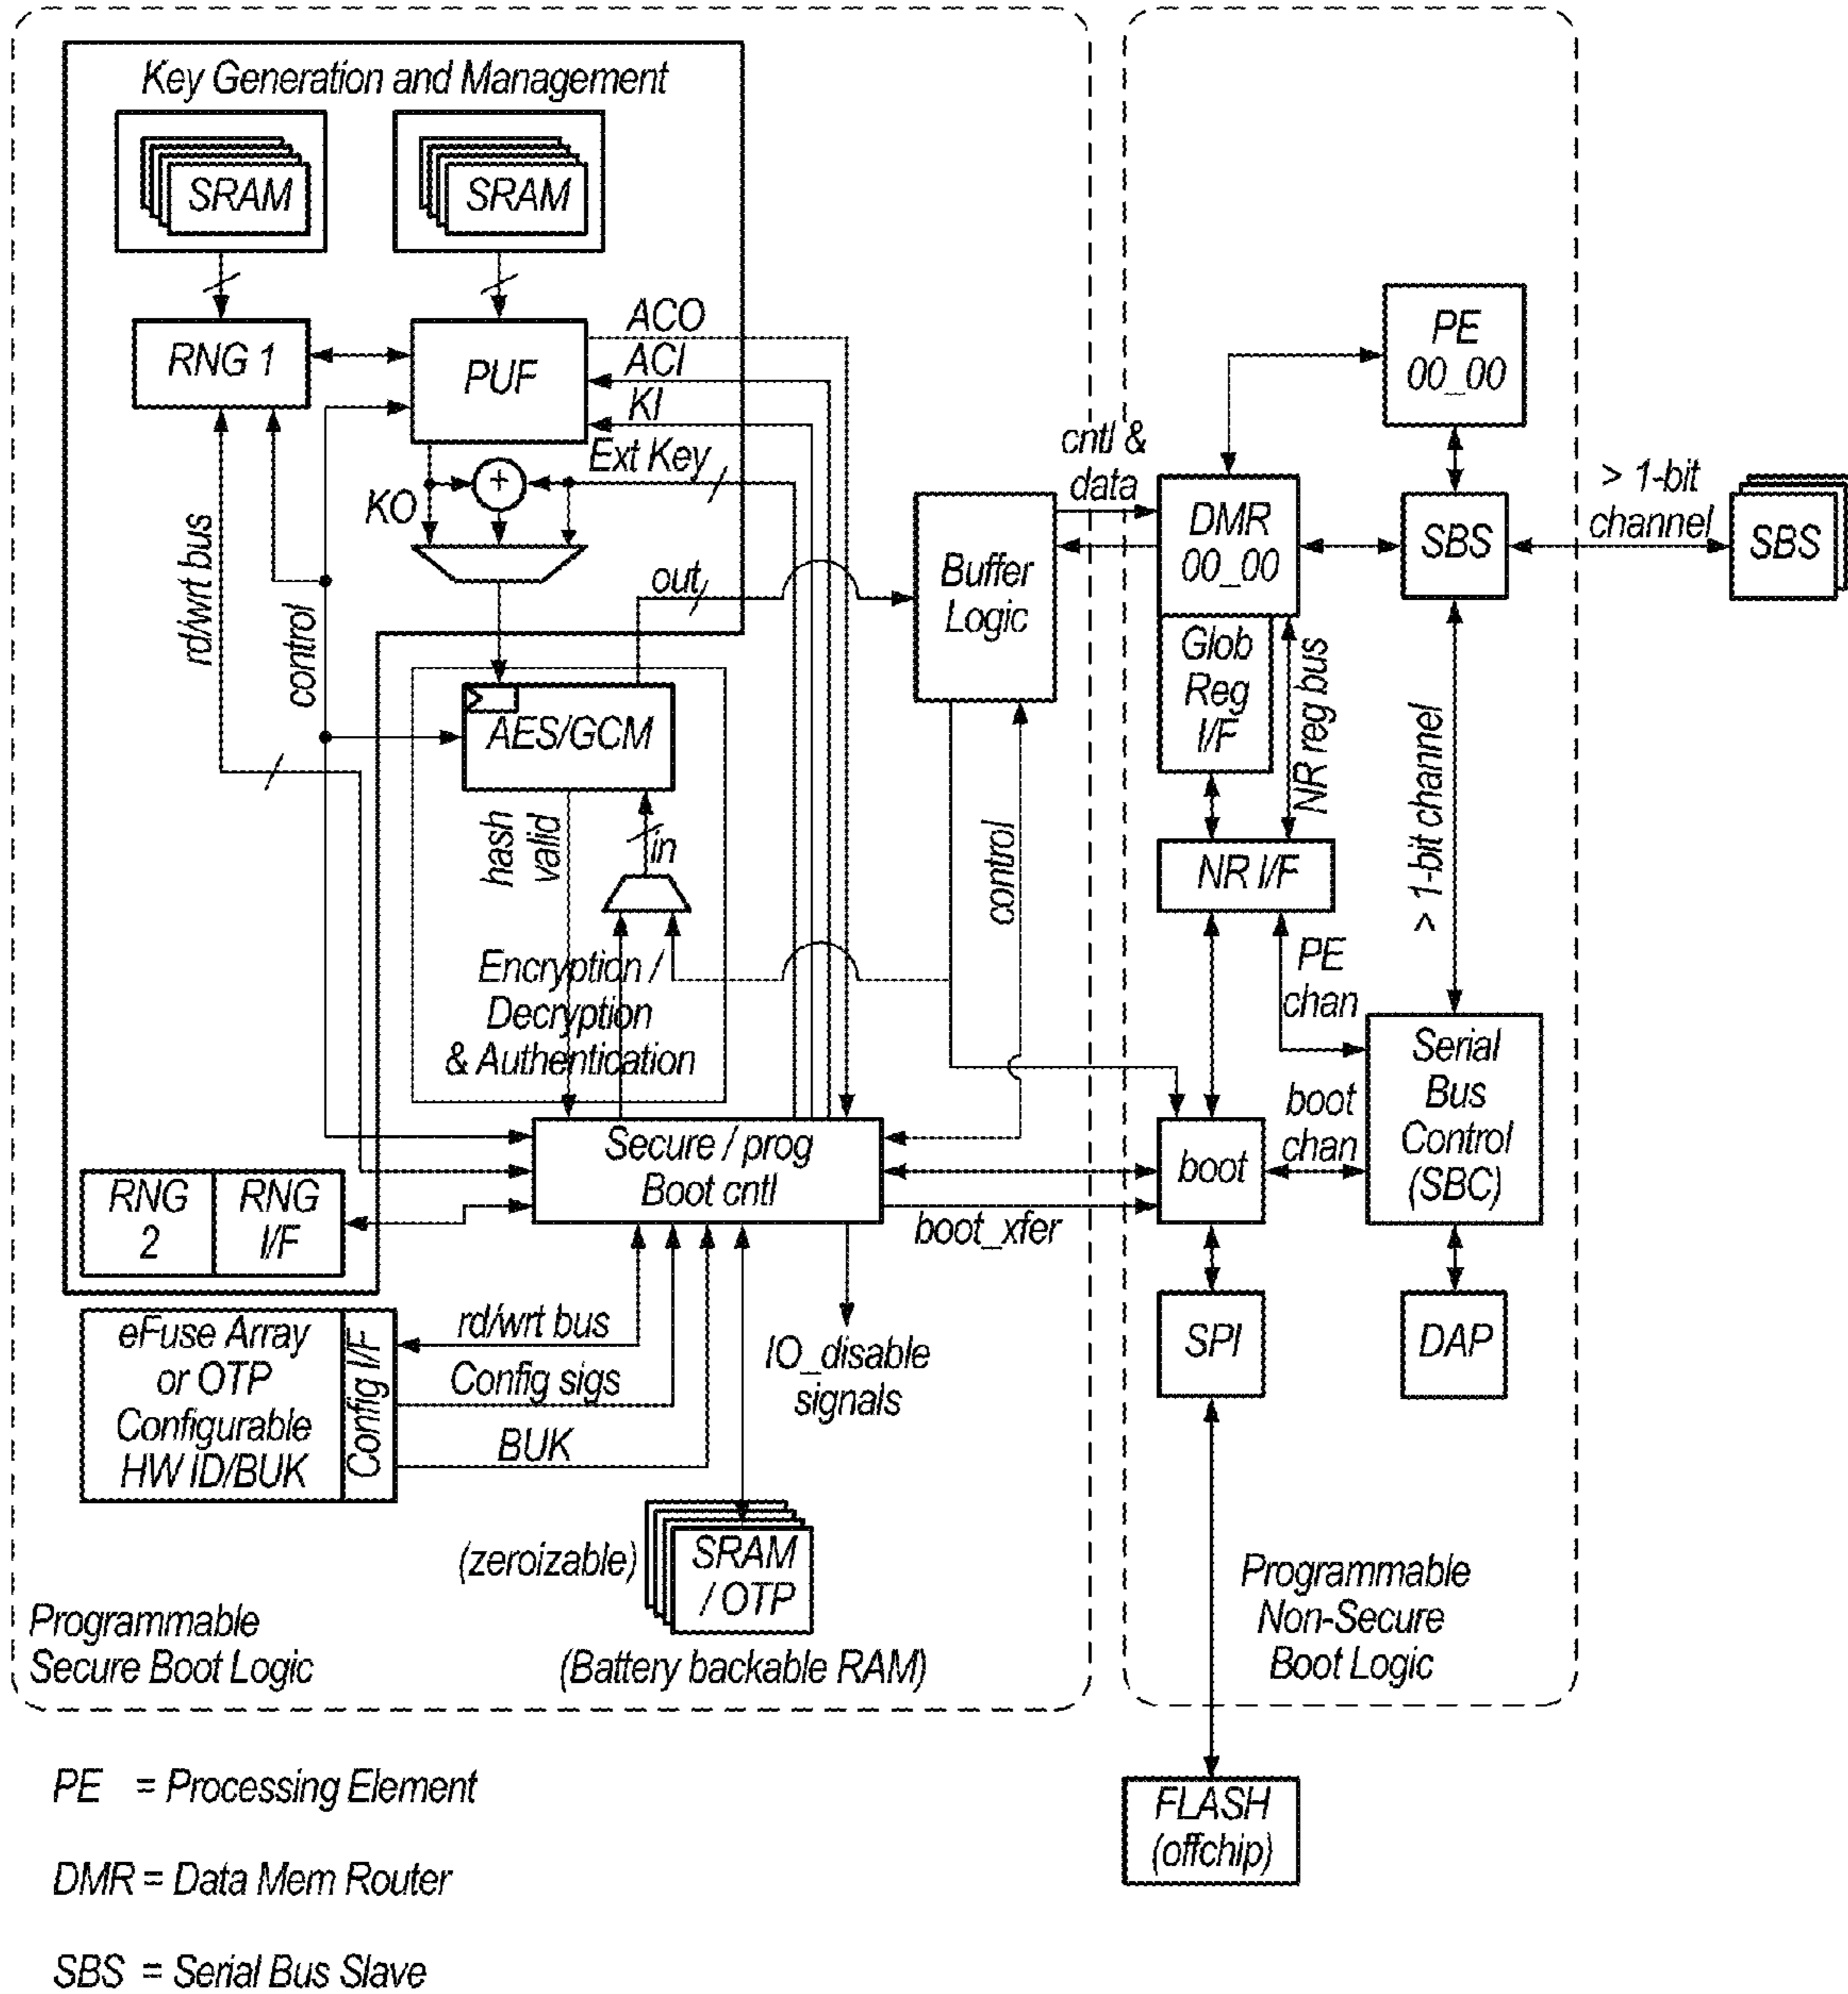 Key Generation and Management
SRAM
SRAM
RNG 1
PUF
ACO
ACI
KI
Ext Key
KO
+
rd/wrt bus
control
out
AES/GCM
hash
valid
in
Encryption /
Decryption
& Authentication
Buffer
Logic
control
cntl &
data
PE
00_00
DMR
00_00
SBS
> 1-bit
channel
SBS
Glob
Reg
I/F
NR reg bus
> 1-bit channel
NR I/F
PE
chan
Serial
Bus
Control
(SBC)
boot
chan
boot
Secure / prog
Boot cntl
boot_xfer
RNG
2
RNG
I/F
SPI
DAP
eFuse Array
or OTP
Configurable
HW ID/BUK
Config I/F
rd/wrt bus
Config sigs
BUK
IO_disable
signals
(zeroizable)
SRAM
/ OTP
(Battery backable RAM)
Programmable
Secure Boot Logic
Programmable
Non-Secure
Boot Logic
FLASH
(offchip)
PE = Processing Element
DMR = Data Mem Router
SBS = Serial Bus Slave